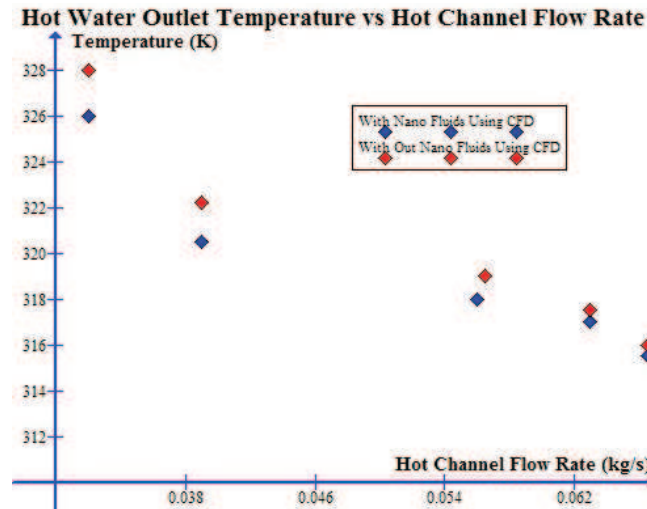 Hot Water Outlet Temperature vs Hot Channel Flow Rate
Temperature (K)
328
326
With Nano Fluids Using CFD
With Out Nano Fluids Using CFD
324
322
320
318
316
314
312
Hot Channel Flow Rate (kg/s)
0.038 0.046 0.054 0.062